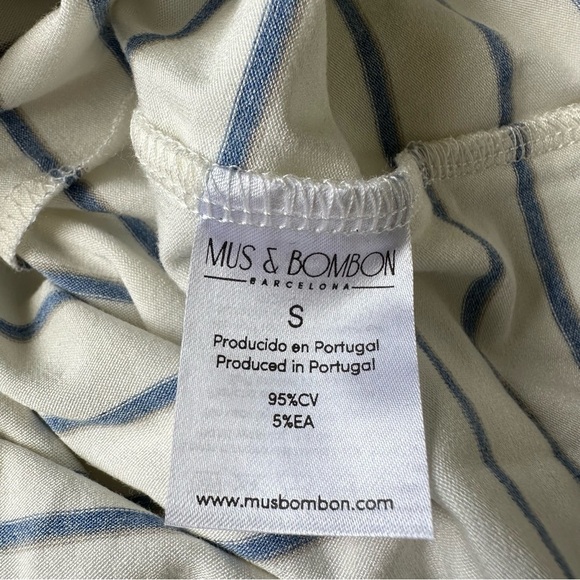 MUS & BOMBON
BARCELONA
S
Producido en Portugal
Produced in Portugal
95%CV
5%EA
www.musbombon.com